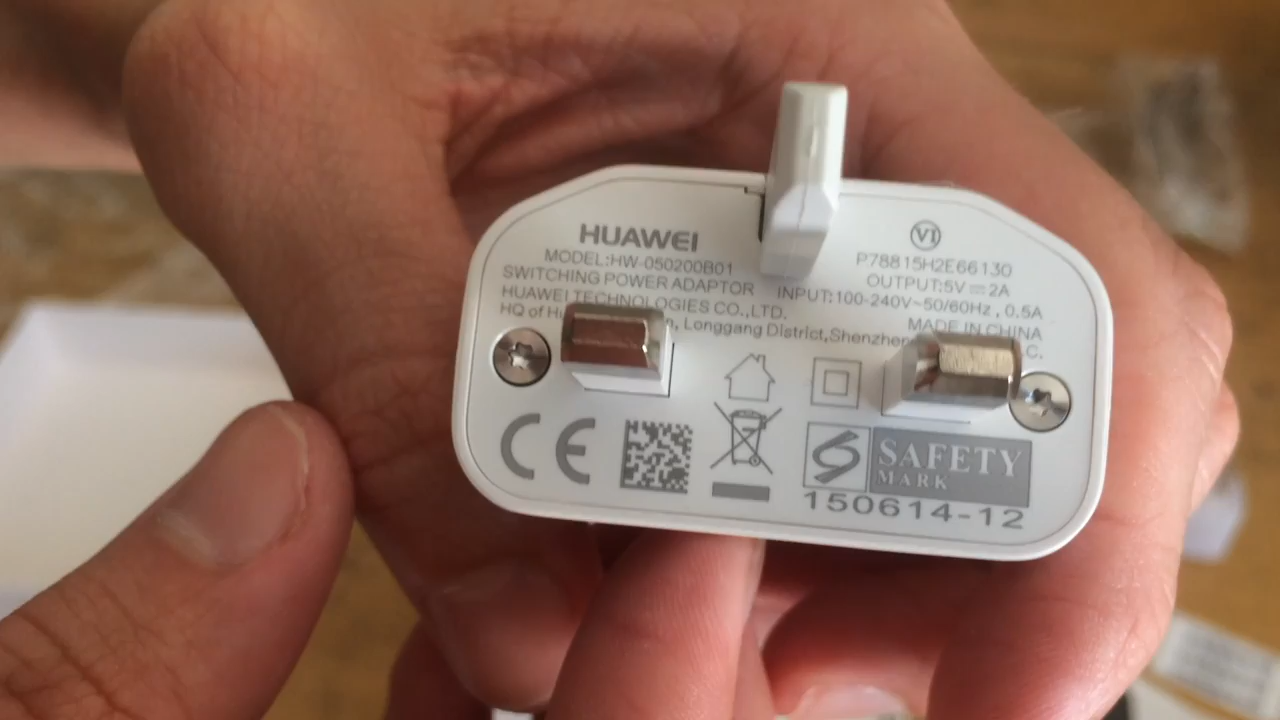 HUAWEI
MODEL:HW-050200B01
SWITCHING POWER ADAPTOR
HUAWEI TECHNOLOGIES CO.,LTD.
HQ of Longgang District,Shenzhen
VI
P78815H2E66130
OUTPUT:5V⎓2A
INPUT:100-240V~50/60Hz, 0.5A
MADE IN CHINA
C.
CE
SAFETY
MARK
150614-12